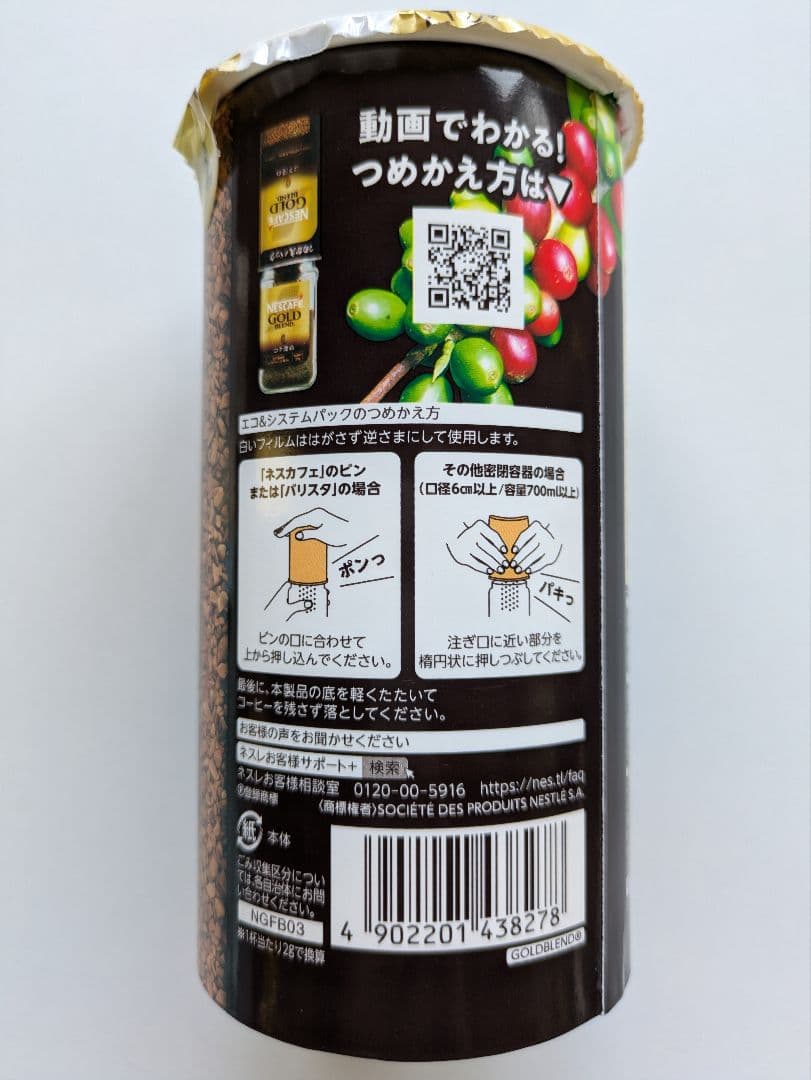 動画でわかる!
つめかえ方は▼
NESCAFÉ
GOLD
BLEND
つめかえパック
NESCAFÉ
GOLD
BLEND
エコ&システムパックのつめかえ方
白いフィルムははがさず逆さまにして使用します。
「ネスカフェ」のビン
または「バリスタ」の場合
ポンっ
ビンの口に合わせて
上から押し込んでください。
その他密閉容器の場合
(口径6cm以上/容量700ml以上)
パキっ
注ぎ口に近い部分を
楕円状に押しつぶしてください。
最後に、本製品の底を軽くたたいて
コーヒーを残さず落としてください。
お客様の声をお聞かせください
ネスレお客様サポート+ 検索
ネスレお客様相談室 0120-00-5916 https://nes.tl/faq
®登録商標 〈商標権者〉SOCIÉTÉ DES PRODUITS NESTLÉ S.A.
紙 本体
ごみ収集区分につい
ては、各自治体にお問
い合わせください。
NGFB03
※1杯当たり2gで換算
4 902201 438278
GOLDBLEND®